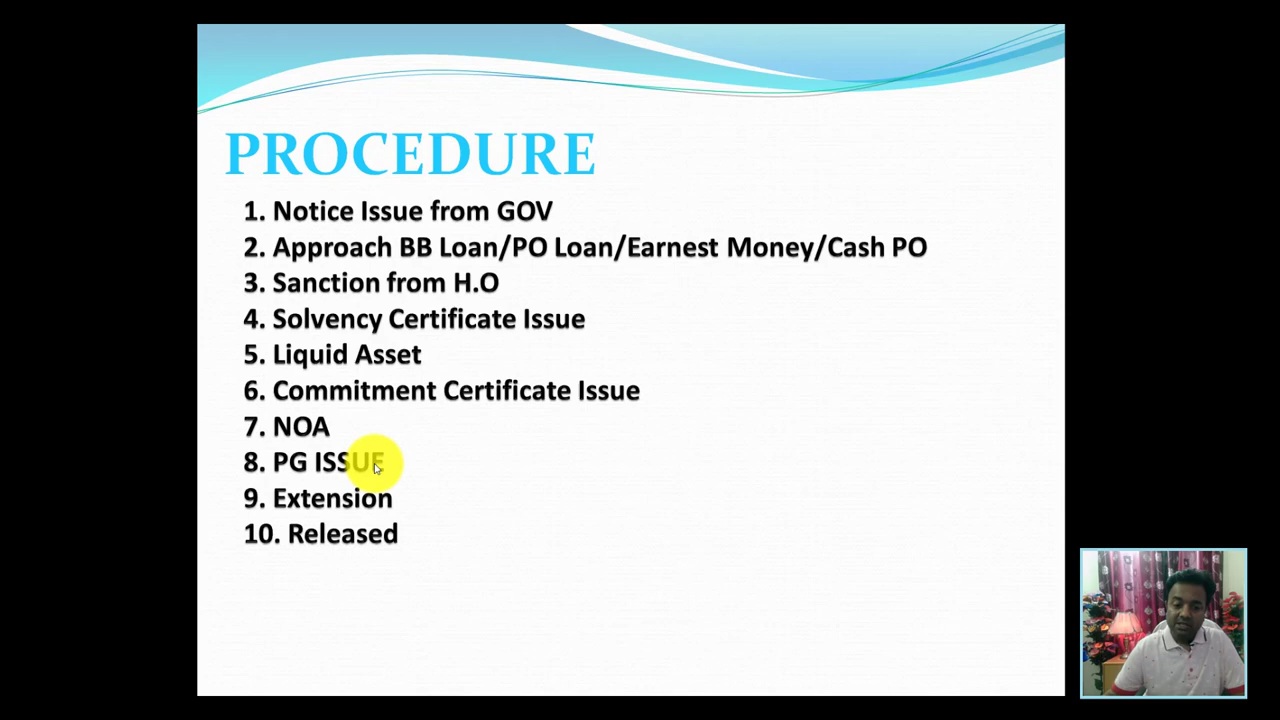 PROCEDURE
1. Notice Issue from GOV
2. Approach BB Loan/PO Loan/Earnest Money/Cash PO
3. Sanction from H.O
4. Solvency Certificate Issue
5. Liquid Asset
6. Commitment Certificate Issue
7. NOA
8. PG ISSUE
9. Extension
10. Released